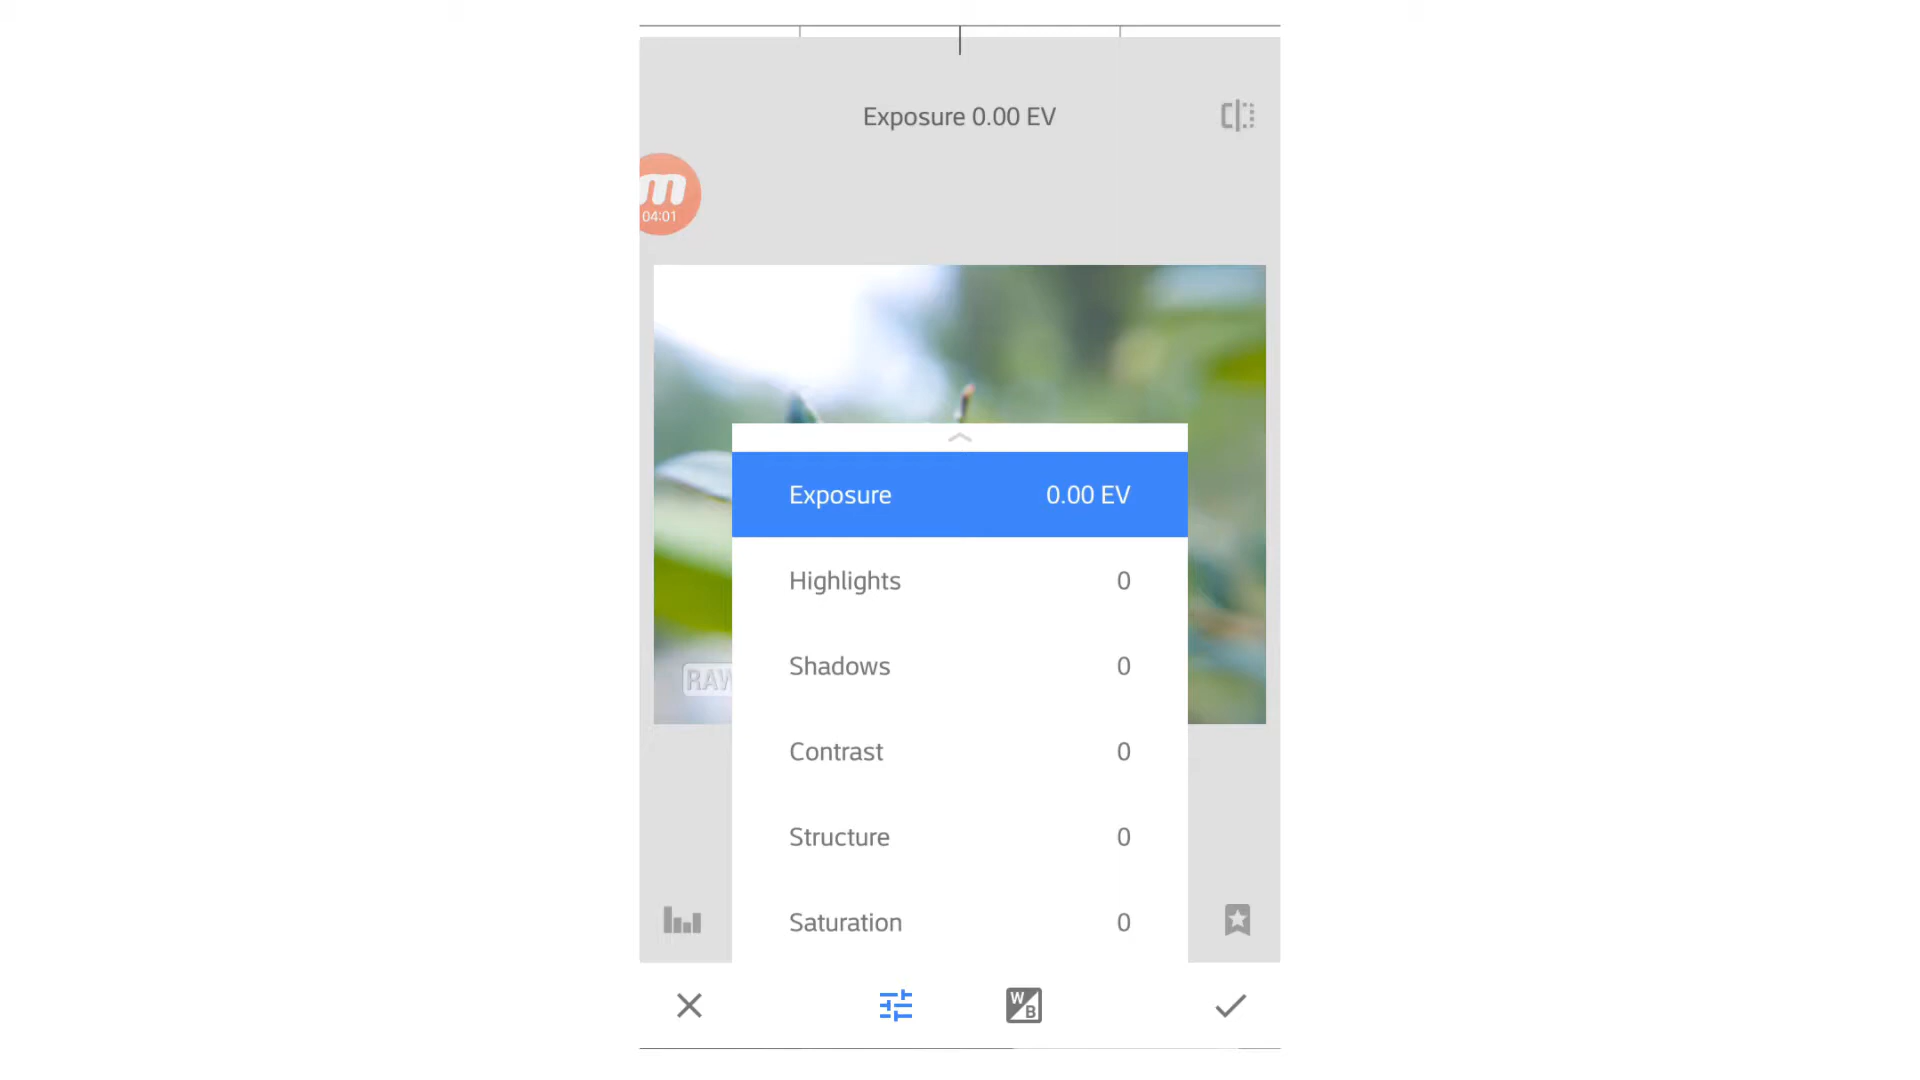 Exposure 0.00 EV
m
04:01
Exposure 0.00 EV
Highlights 0
Shadows 0
Contrast 0
RAW
Structure 0
Saturation 0
W
B